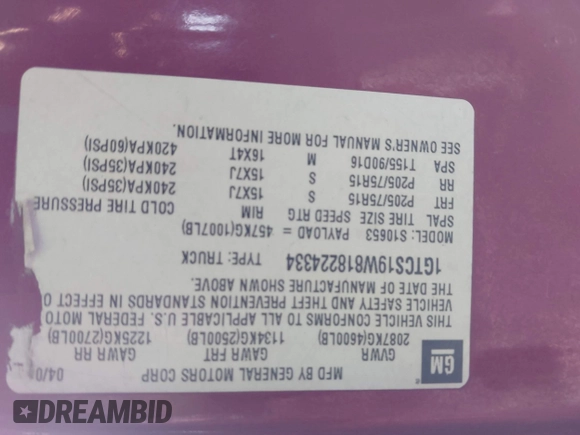 GM
MFD BY GENERAL MOTORS CORP 04/0
GVWR GAWR FRT GAWR RR
2087KG(4600LB) 1134KG(2500LB) 1225KG(2700LB)
THIS VEHICLE CONFORMS TO ALL APPLICABLE U.S. FEDERAL MOTO
VEHICLE SAFETY AND THEFT PREVENTION STANDARDS IN EFFECT O
THE DATE OF MANUFACTURE SHOWN ABOVE.
1GTCS19W818224334 TYPE: TRUCK
MODEL: S10653 PAYLOAD = 457KG(1007LB)
SPAL TIRE SIZE SPEED RTG RIM COLD TIRE PRESSURE
FRT P205/75R15 S 15X7J 240KPA(35PSI)
RR P205/75R15 S 15X7J 240KPA(35PSI)
SPA T155/90D16 M 16X4T 420KPA(60PSI)
SEE OWNER'S MANUAL FOR MORE INFORMATION.
DREAMBID